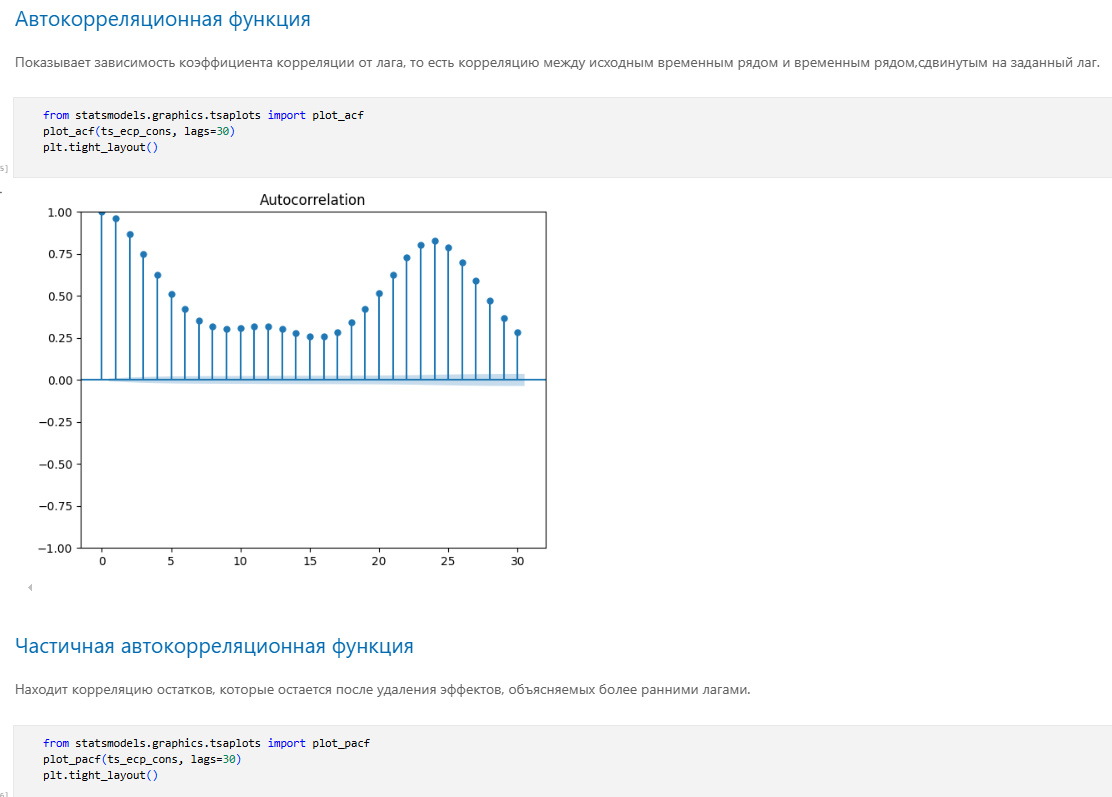 Автокорреляционная функция
Показывает зависимость коэффициента корреляции от лага, то есть корреляцию между исходным временным рядом и временным рядом,сдвинутым на заданный лаг.
from statsmodels.graphics.tsaplots import plot_acf
plot_acf(ts_ecp_cons, lags=30)
plt.tight_layout()
Autocorrelation
1.00
0.75
0.50
0.25
0.00
−0.25
−0.50
−0.75
−1.00
0 5 10 15 20 25 30
Частичная автокорреляционная функция
Находит корреляцию остатков, которые остается после удаления эффектов, объясняемых более ранними лагами.
from statsmodels.graphics.tsaplots import plot_pacf
plot_pacf(ts_ecp_cons, lags=30)
plt.tight_layout()